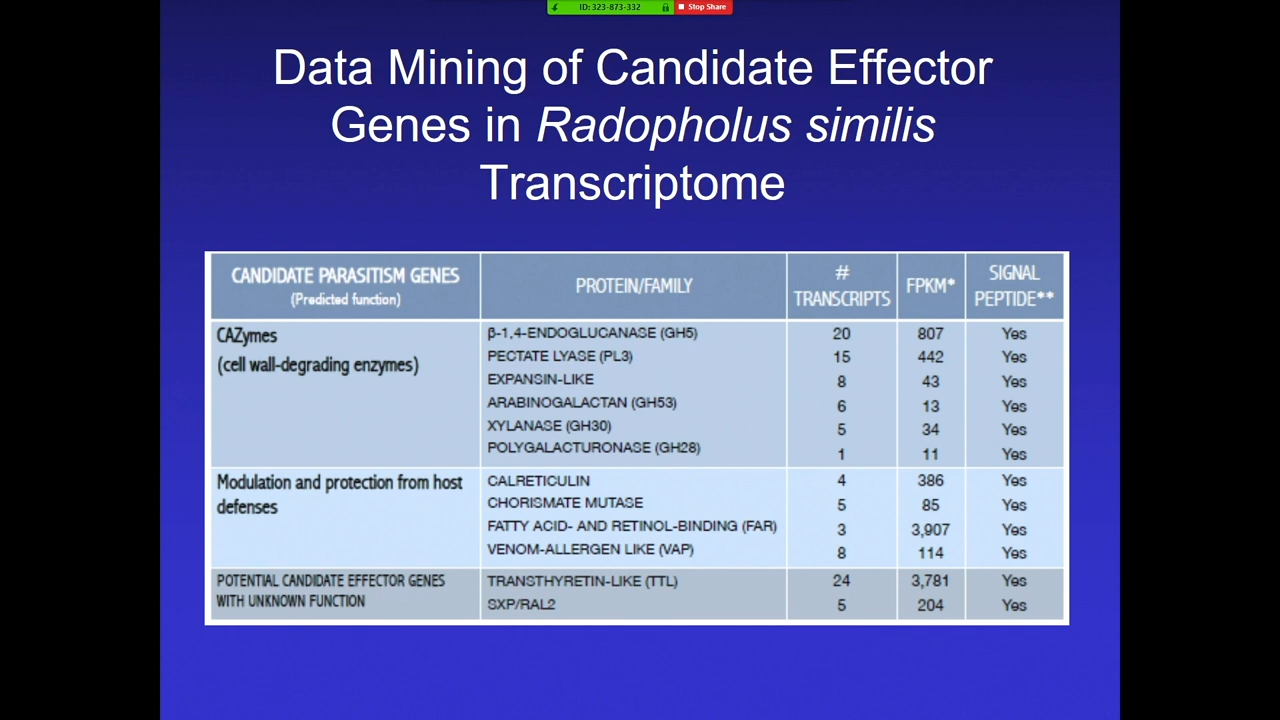 ID: 323-873-332 Stop Share
Data Mining of Candidate Effector
Genes in Radopholus similis
Transcriptome
CANDIDATE PARASITISM GENES
(Predicted function)
PROTEIN/FAMILY
#
TRANSCRIPTS
FPKM*
SIGNAL
PEPTIDE**
CAZymes
(cell wall-degrading enzymes)
β-1,4-ENDOGLUCANASE (GH5) 20 807 Yes
PECTATE LYASE (PL3) 15 442 Yes
EXPANSIN-LIKE 8 43 Yes
ARABINOGALACTAN (GH53) 6 13 Yes
XYLANASE (GH30) 5 34 Yes
POLYGALACTURONASE (GH28) 1 11 Yes
Modulation and protection from host
defenses
CALRETICULIN 4 386 Yes
CHORISMATE MUTASE 5 85 Yes
FATTY ACID- AND RETINOL-BINDING (FAR) 3 3,907 Yes
VENOM-ALLERGEN LIKE (VAP) 8 114 Yes
POTENTIAL CANDIDATE EFFECTOR GENES
WITH UNKNOWN FUNCTION
TRANSTHYRETIN-LIKE (TTL) 24 3,781 Yes
SXP/RAL2 5 204 Yes